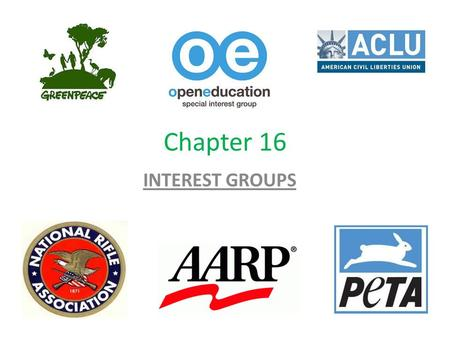 GREENPEACE
oe
openeducation
special interest group
ACLU
AMERICAN CIVIL LIBERTIES UNION
Chapter 16
INTEREST GROUPS
NATIONAL RIFLE
ASSOCIATION
1871
AARP®
PeTA